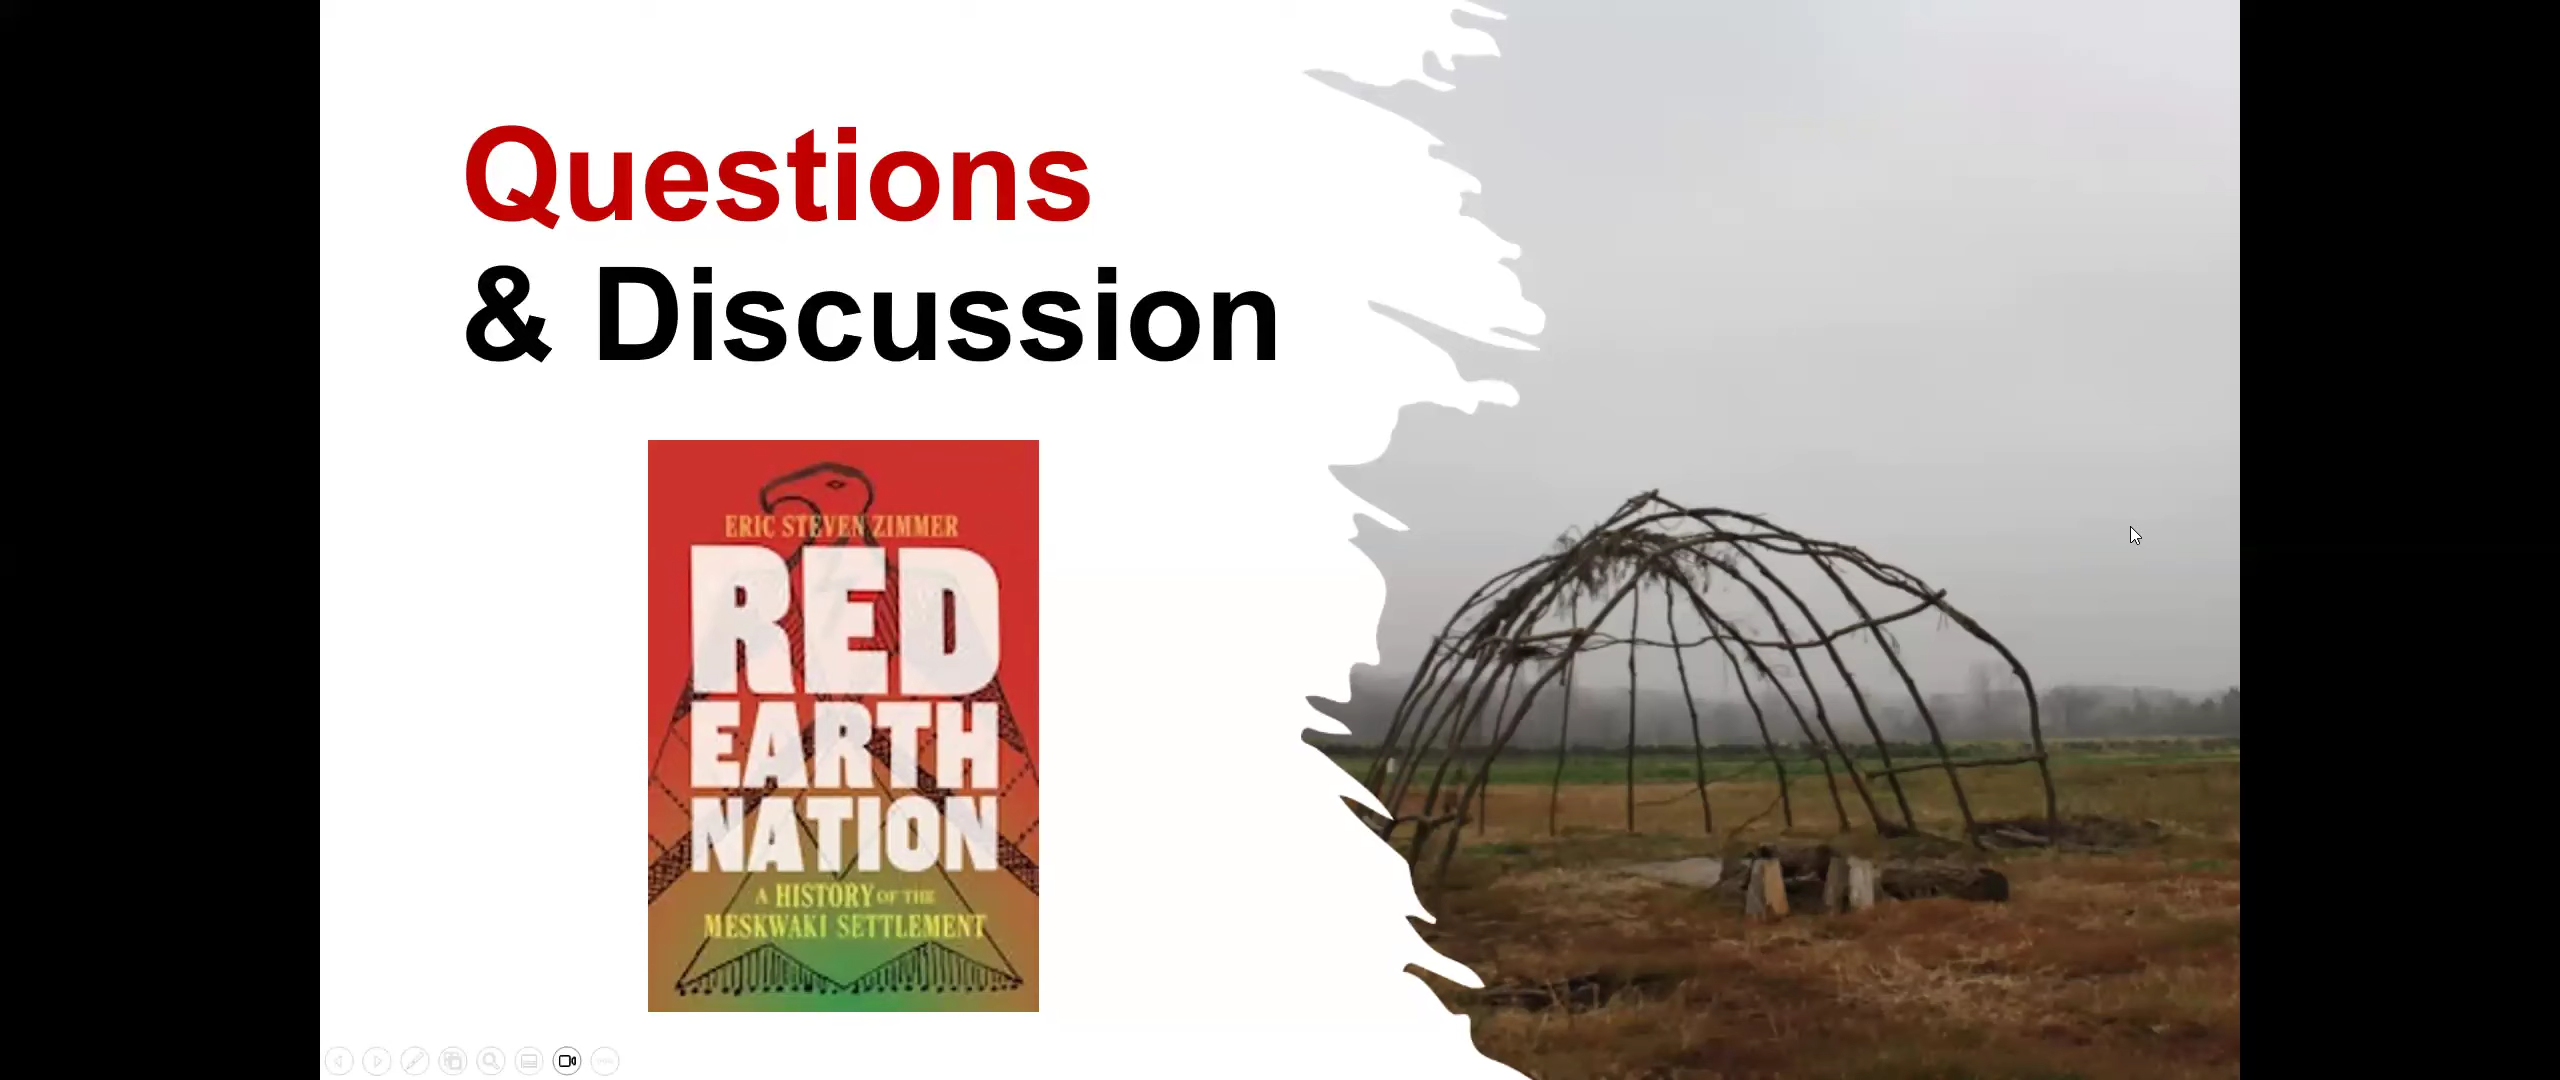 Questions
& Discussion
ERIC STEVEN ZIMMER
RED
EARTH
NATION
A HISTORY OF THE
MESKWAKI SETTLEMENT